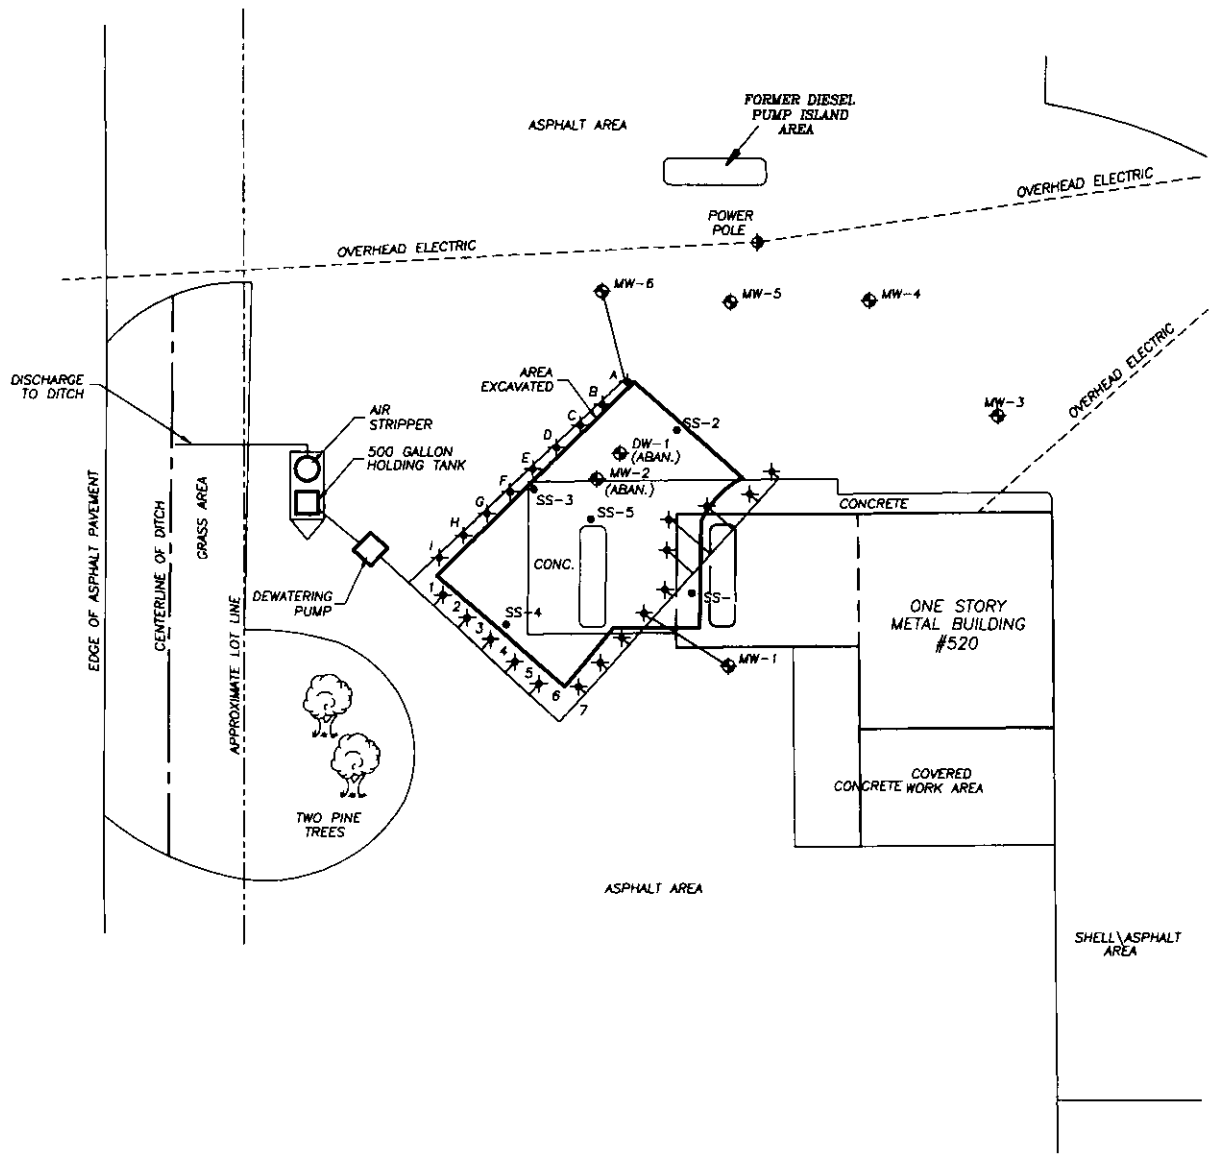 FORMER DIESEL
PUMP ISLAND
AREA
ASPHALT AREA
OVERHEAD ELECTRIC
POWER
POLE
OVERHEAD ELECTRIC
MW-6
MW-5
MW-4
OVERHEAD ELECTRIC
DISCHARGE
TO DITCH
AREA
EXCAVATED
A
B
C
D
E
F
G
H
I
AIR
STRIPPER
500 GALLON
HOLDING TANK
MW-3
SS-2
DW-1
(ABAN.)
MW-2
(ABAN.)
SS-3
SS-5
CONCRETE
CONC.
SS-1
SS-4
DEWATERING
PUMP
1
2
3
4
5
6
7
MW-1
ONE STORY
METAL BUILDING
#520
EDGE OF ASPHALT PAVEMENT
CENTERLINE OF DITCH
GRASS AREA
APPROXIMATE LOT LINE
TWO PINE
TREES
CONCRETE
COVERED
WORK AREA
ASPHALT AREA
SHELL\ASPHALT
AREA